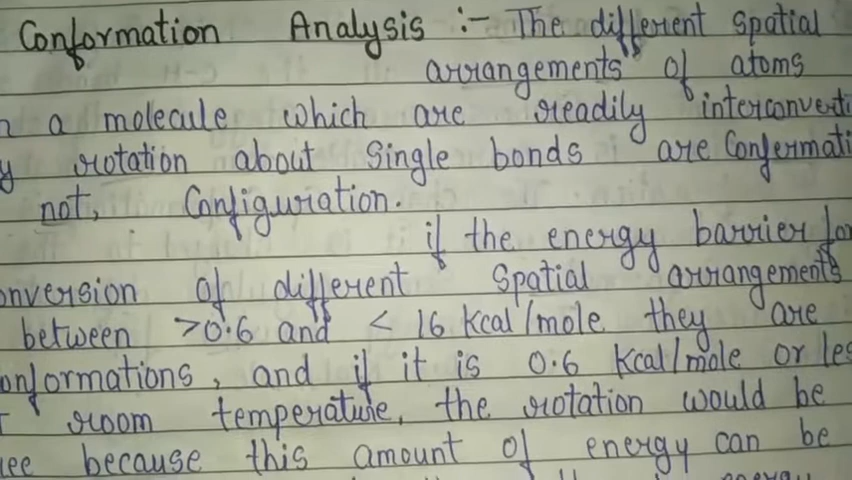 Conformation Analysis :- The different spatial
arrangements of atoms
n a molecule which are readily interconverti
y rotation about single bonds are Confermati
not, Configuration.
if the energy barrier for
onversion of different spatial arrangements
between >0.6 and < 16 Kcal/mole they are
onformations, and if it is 0.6 Kcal/mole or les
room temperature, the rotation would be
ree because this amount of energy can be
energy